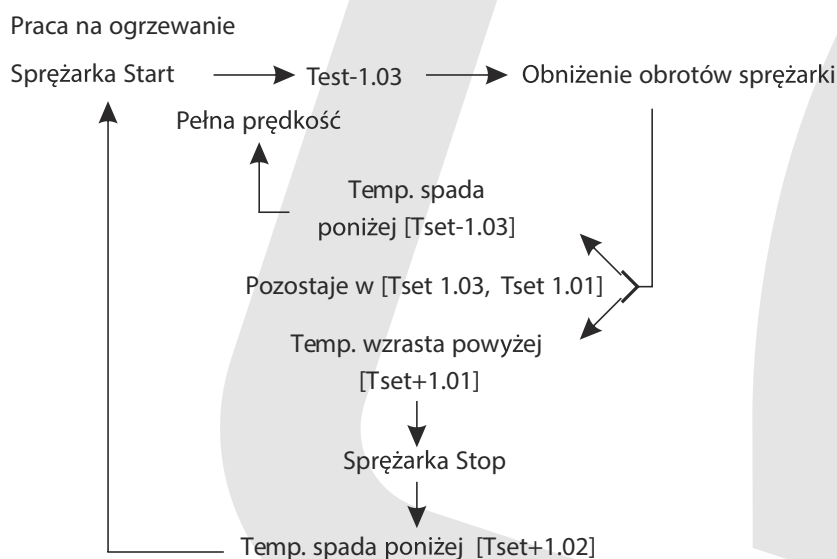 Praca na ogrzewanie
Sprężarka Start
Test-1.03
Obniżenie obrotów sprężarki
Pełna prędkość
Temp. spada
poniżej [Tset-1.03]
Pozostaje w [Tset 1.03, Tset 1.01]
Temp. wzrasta powyżej
[Tset+1.01]
Sprężarka Stop
Temp. spada poniżej [Tset+1.02]